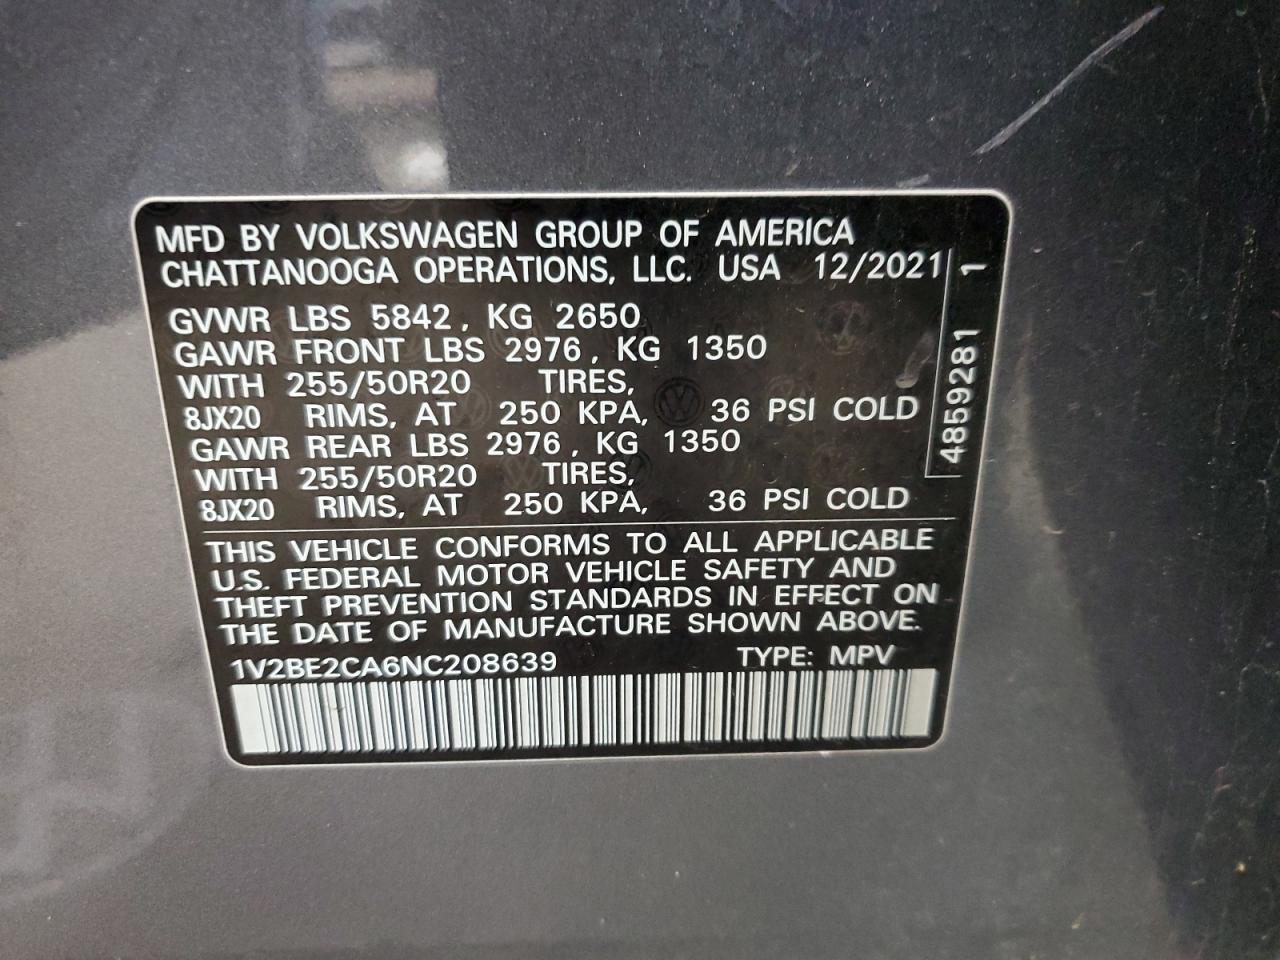 MFD BY VOLKSWAGEN GROUP OF AMERICA
CHATTANOOGA OPERATIONS, LLC. USA 12/2021
GVWR LBS 5842, KG 2650
GAWR FRONT LBS 2976, KG 1350
WITH 255/50R20 TIRES,
8JX20 RIMS, AT 250 KPA, 36 PSI COLD
GAWR REAR LBS 2976, KG 1350
WITH 255/50R20 TIRES,
8JX20 RIMS, AT 250 KPA, 36 PSI COLD
THIS VEHICLE CONFORMS TO ALL APPLICABLE
U.S. FEDERAL MOTOR VEHICLE SAFETY AND
THEFT PREVENTION STANDARDS IN EFFECT ON
THE DATE OF MANUFACTURE SHOWN ABOVE.
1V2BE2CA6NC208639 TYPE: MPV
4859281 1